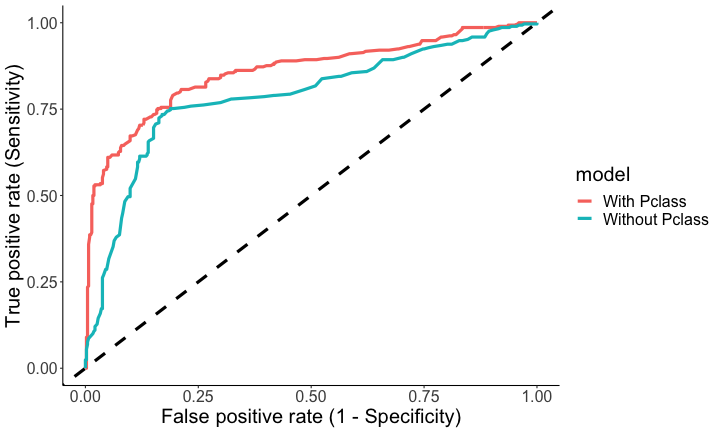 True positive rate (Sensitivity)
1.00
0.75
0.50
0.25
0.00
0.00 0.25 0.50 0.75 1.00
False positive rate (1 - Specificity)
model
With Pclass
Without Pclass